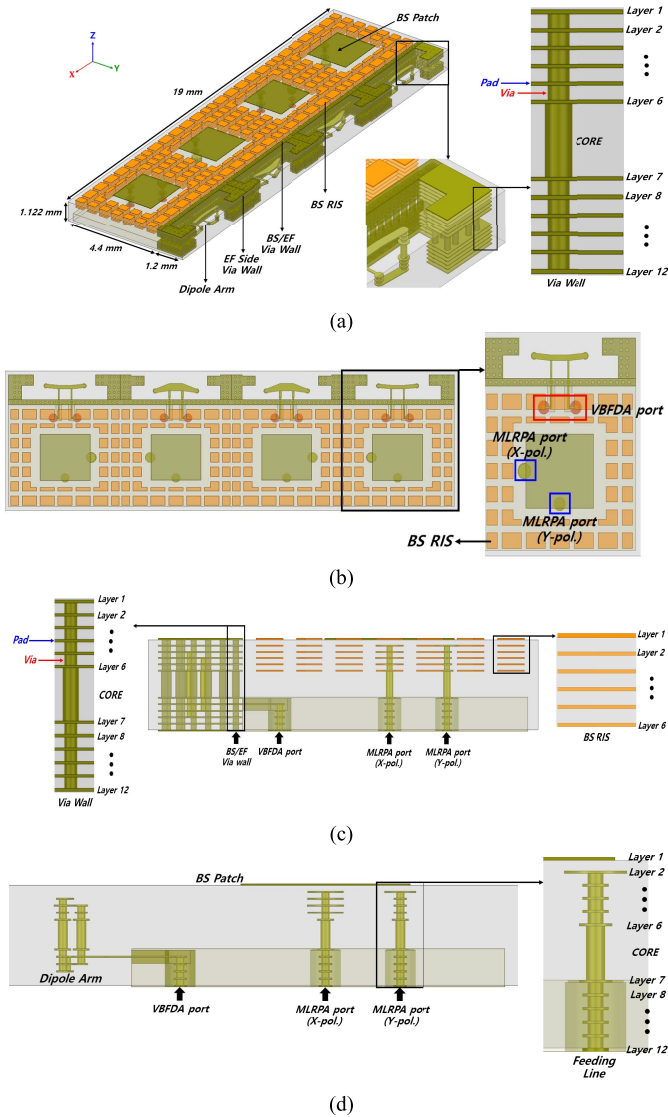 BS Patch
Z
Y
X
19 mm
1.122 mm
4.4 mm
1.2 mm
BS RIS
BS/EF
Via Wall
EF Side
Via Wall
Dipole Arm
Layer 1
Layer 2
Pad
Via
Layer 6
CORE
Layer 7
Layer 8
Layer 12
Via Wall
(a)
VBFDA port
MLRPA port
(X-pol.)
MLRPA port
(Y-pol.)
BS RIS
(b)
Layer 1
Layer 2
Pad
Via
Layer 6
CORE
Layer 7
Layer 8
Layer 12
Via Wall
BS/EF
Via wall
VBFDA port
MLRPA port
(X-pol.)
MLRPA port
(Y-pol.)
Layer 1
Layer 2
Layer 6
BS RIS
(c)
BS Patch
Dipole Arm
VBFDA port
MLRPA port
(X-pol.)
MLRPA port
(Y-pol.)
Layer 1
Layer 2
Layer 6
CORE
Layer 7
Layer 8
Layer 12
Feeding
Line
(d)